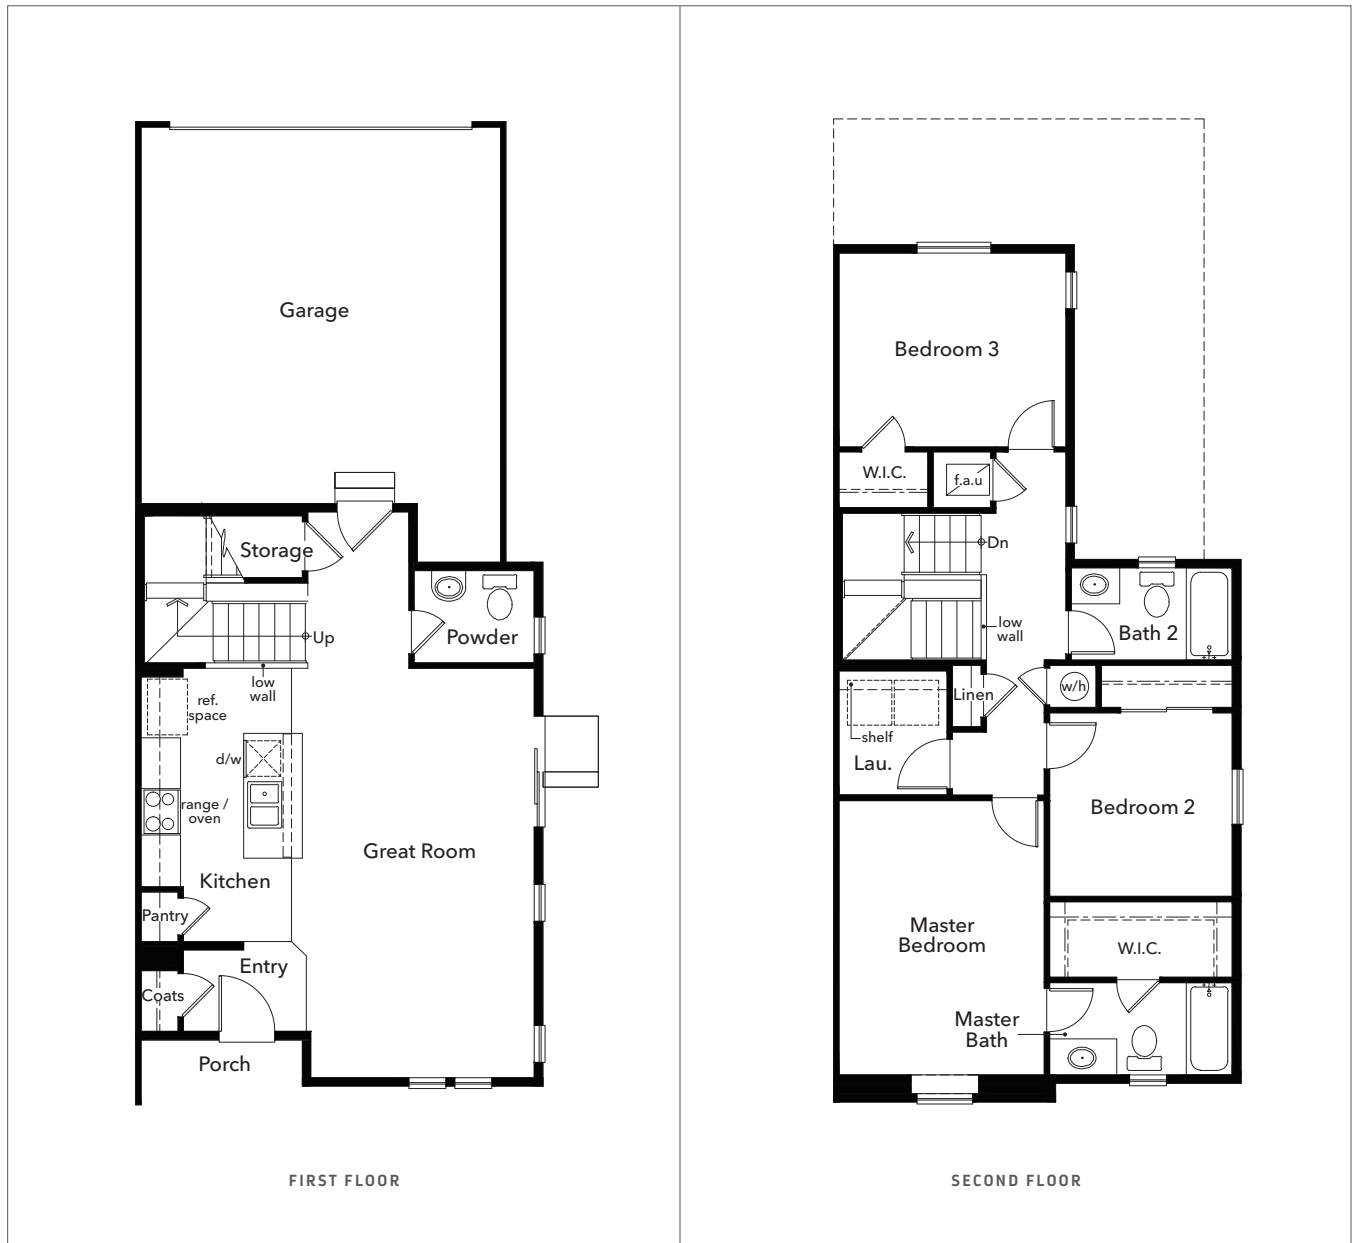 Garage
Storage
Up
Powder
low
wall
ref.
space
d/w
range /
oven
Great Room
Kitchen
Pantry
Entry
Coats
Porch
FIRST FLOOR
Bedroom 3
W.I.C.
f.a.u
Dn
low
wall
Bath 2
Linen
w/h
shelf
Lau.
Bedroom 2
Master
Bedroom
W.I.C.
Master
Bath
SECOND FLOOR